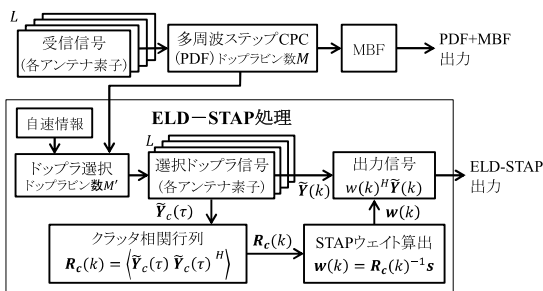 L
受信信号
(各アンテナ素子)
多周波ステップCPC
(PDF)ドップラビン数M
MBF
PDF+MBF
出力
ELD－STAP処理
自速情報
ドップラ選択
ドップラビン数M'
L
選択ドップラ信号
(各アンテナ素子)
Ỹ(k)
出力信号
w(k)^H Ỹ(k)
ELD-STAP
出力
Ỹ_c(τ)
w(k)
クラッタ相関行列
R_c(k) = ⟨Ỹ_c(τ) Ỹ_c(τ)^H⟩
R_c(k)
STAPウェイト算出
w(k) = R_c(k)^{-1}s